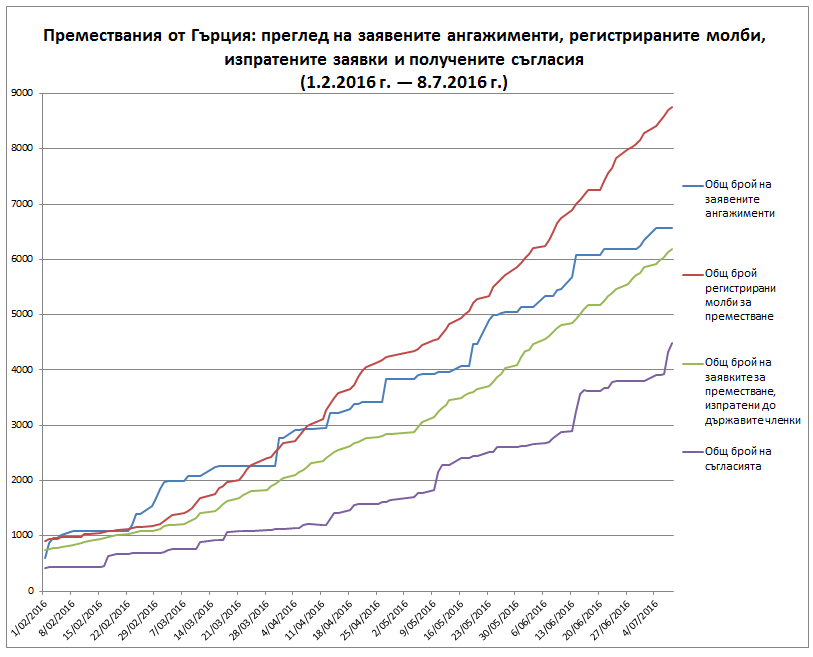 Премествания от Гърция: преглед на заявените ангажименти, регистрираните молби,
изпратените заявки и получените съгласия
(1.2.2016 г. — 8.7.2016 г.)
9000
8000
7000
6000
5000
4000
3000
2000
1000
0
1/02/2016
8/02/2016
15/02/2016
22/02/2016
29/02/2016
7/03/2016
14/03/2016
21/03/2016
28/03/2016
4/04/2016
11/04/2016
18/04/2016
25/04/2016
2/05/2016
9/05/2016
16/05/2016
23/05/2016
30/05/2016
6/06/2016
13/06/2016
20/06/2016
27/06/2016
4/07/2016
Общ брой на
заявените
ангажименти
Общ брой
регистрирани
молби за
преместване
Общ брой на
заявките за
преместване,
изпратени до
държавите членки
Общ брой на
съгласията